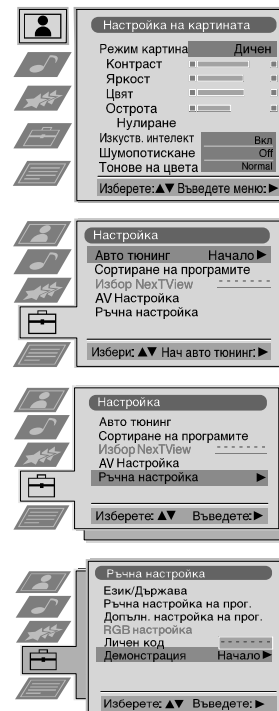 Настройка на картината
Режим картина Дичен
Контраст
Яркост
Цвят
Острота
Нулиране
Изкуств. интелект Вкл
Шумопотискане Off
Тонове на цвета Normal
Изберете:▲▼ Въведете меню:▶
Настройка
Авто тюнинг Начало▶
Сортиране на програмите
Избор NexTView - - - - - - -
AV Настройка
Ръчна настройка
Избери: ▲▼ Нач авто тюнинг:▶
Настройка
Авто тюнинг
Сортиране на програмите
Избор NexTView - - - - - - -
AV Настройка
Ръчна настройка ▶
Изберете: ▲▼ Въведете:▶
Ръчна настройка
Език/Държава
Ръчна настройка на прог.
Допълн. настройка на прог.
RGB настройка
Личен код - - - - - - -
Демонстрация Начало▶
Изберете: ▲▼ Въведете: ▶